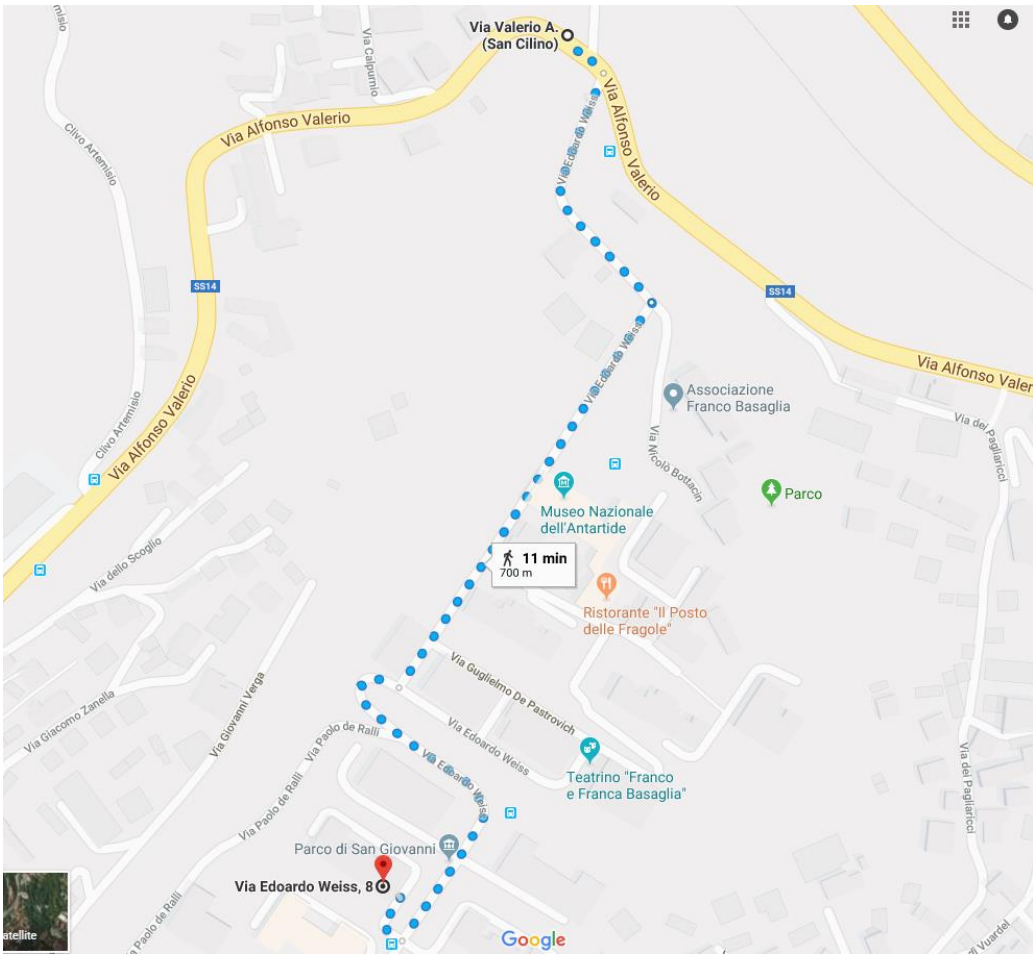 misio
Via Valerio A.
(San Cilino)
Via Calpurnio
Via Alfonso Valerio
Clivo Artemisio
Via Edoardo Weiss
Via Alfonso Valerio
SS14
SS14
Via Edoardo Weiss
Via Alfonso Valer
Associazione
Franco Basaglia
Via Alfonso Valerio
Clivo Artemisio
Via dei Pagliaricci
Via Nicolò Bottacin
Parco
Museo Nazionale
dell'Antartide
Via dello Scoglio
11 min
700 m
Ristorante "Il Posto
delle Fragole"
Via Guglielmo De Pastrovich
Via Giovanni Verga
Via Giacomo Zanella
Via Paolo de Ralli
Via Edoardo Weiss
Via Edoardo Weiss
Teatrino "Franco
e Franca Basaglia"
Via dei Pagliaricci
Via Paolo de Ralli
Parco di San Giovanni
Via Edoardo Weiss, 8
Via Paolo de Ralli
atellite
Google
Vuardel